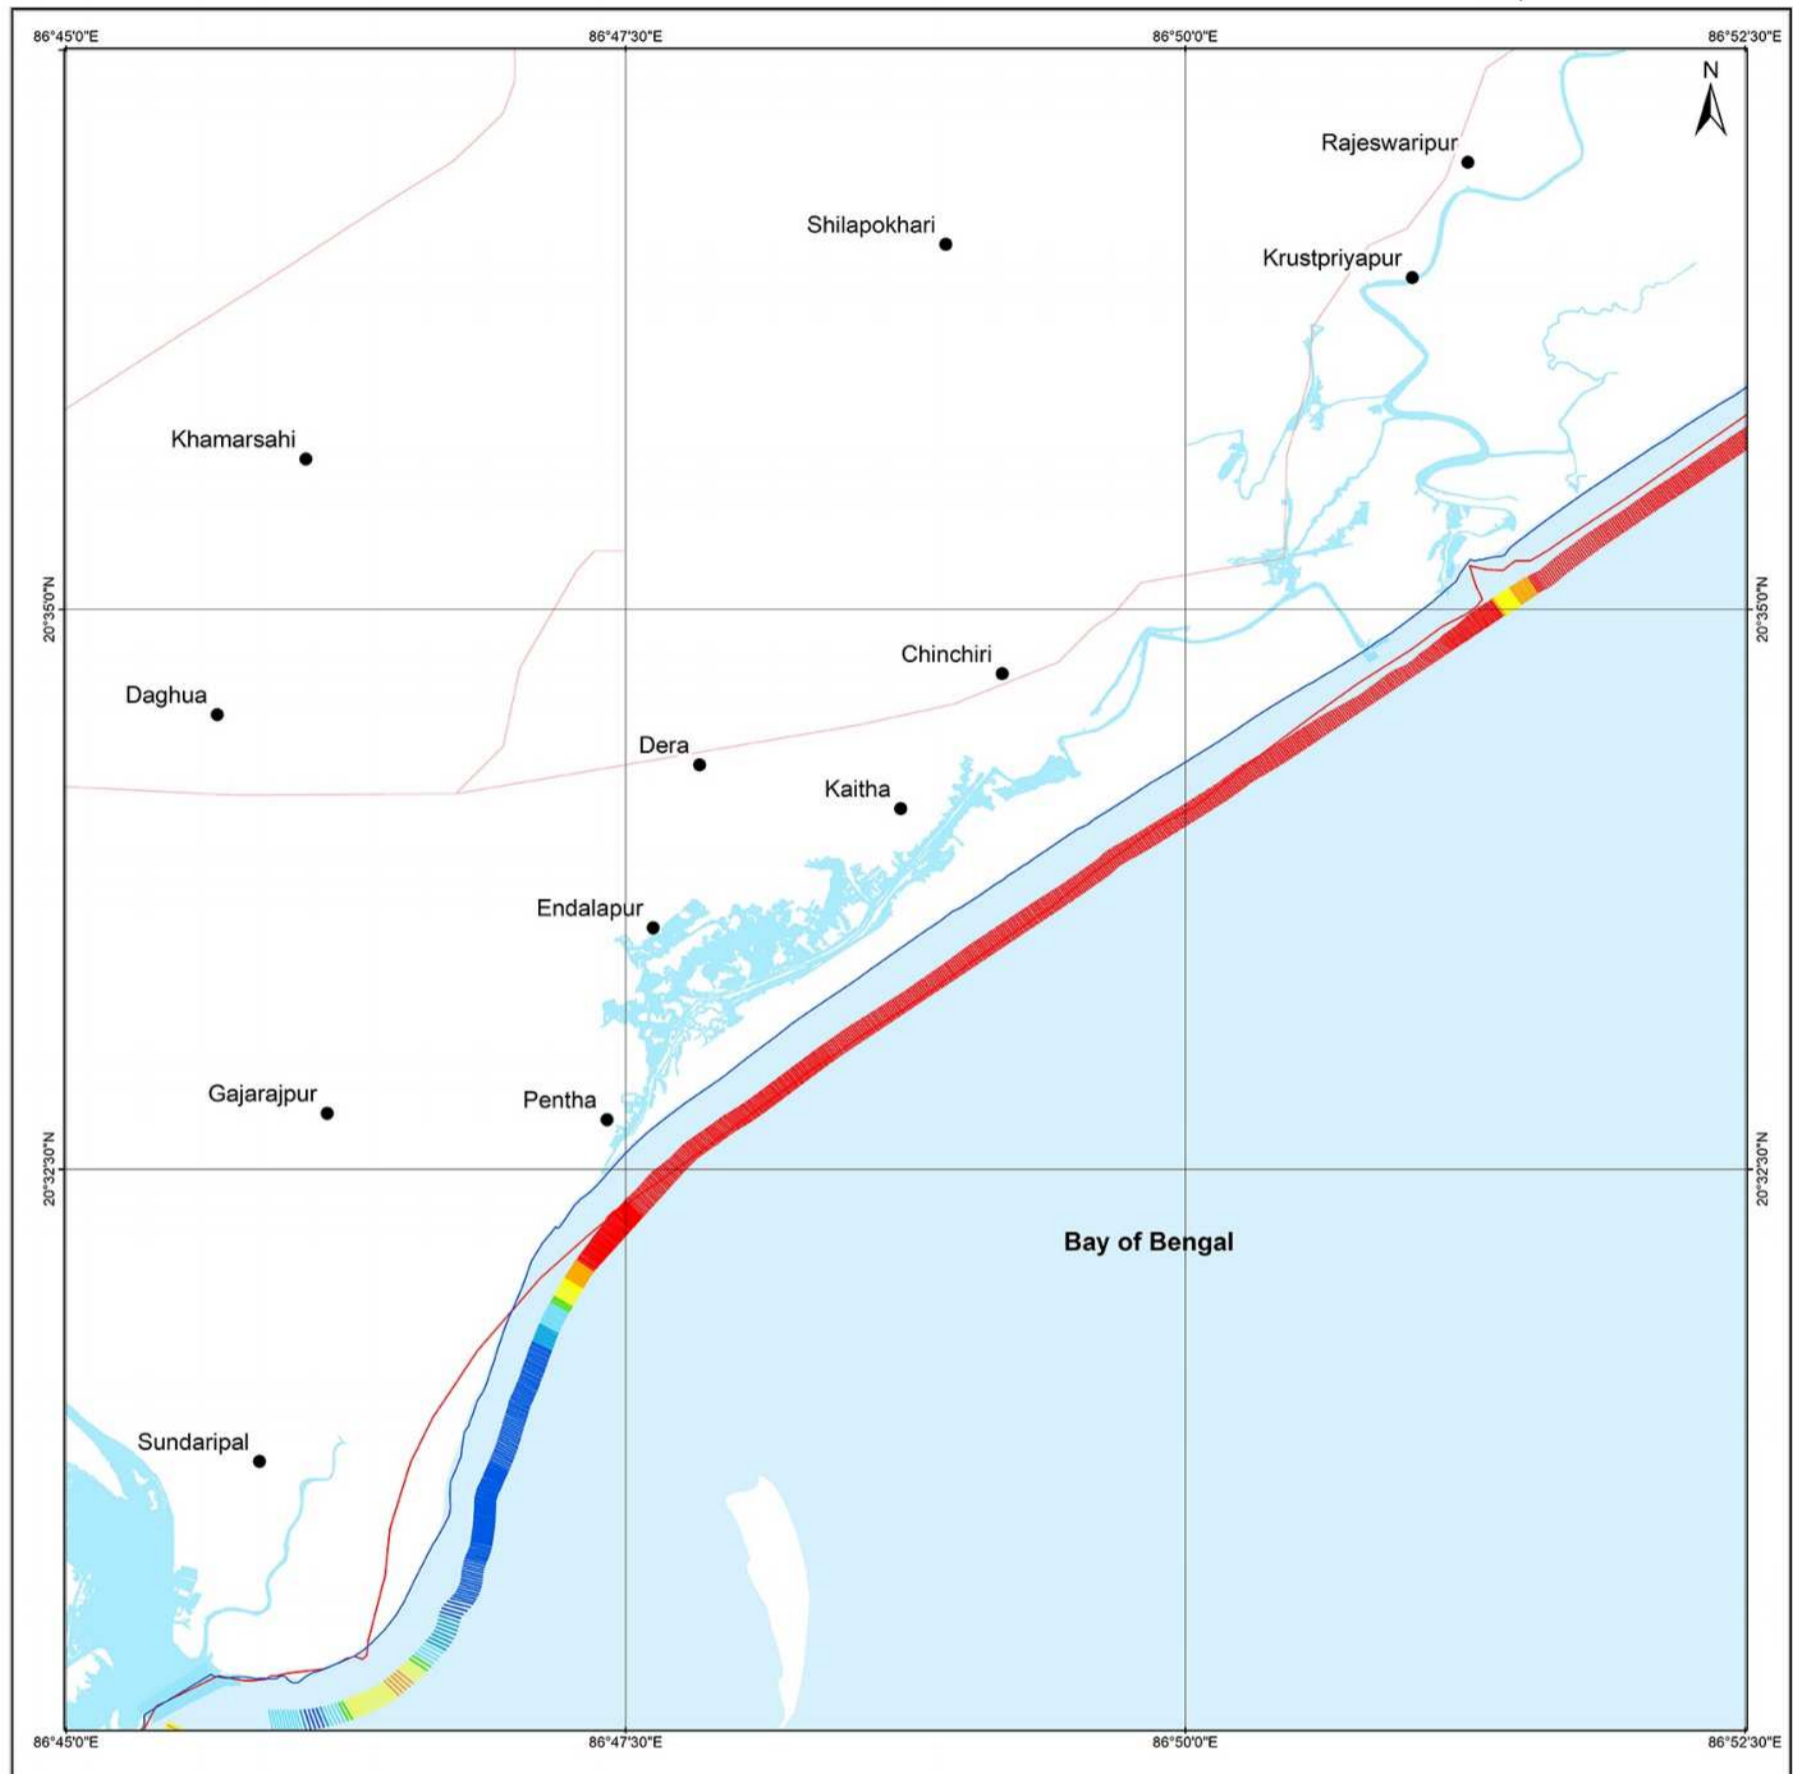 86°45'0"E
86°47'30"E
86°50'0"E
86°52'30"E
N
Rajeswaripur
Shilapokhari
Krustpriyapur
Khamarsahi
20°35'0"N
20°35'0"N
Chinchiri
Daghua
Dera
Kaitha
Endalapur
Gajarajpur
Pentha
20°32'30"N
20°32'30"N
Bay of Bengal
Sundaripal
86°45'0"E
86°47'30"E
86°50'0"E
86°52'30"E